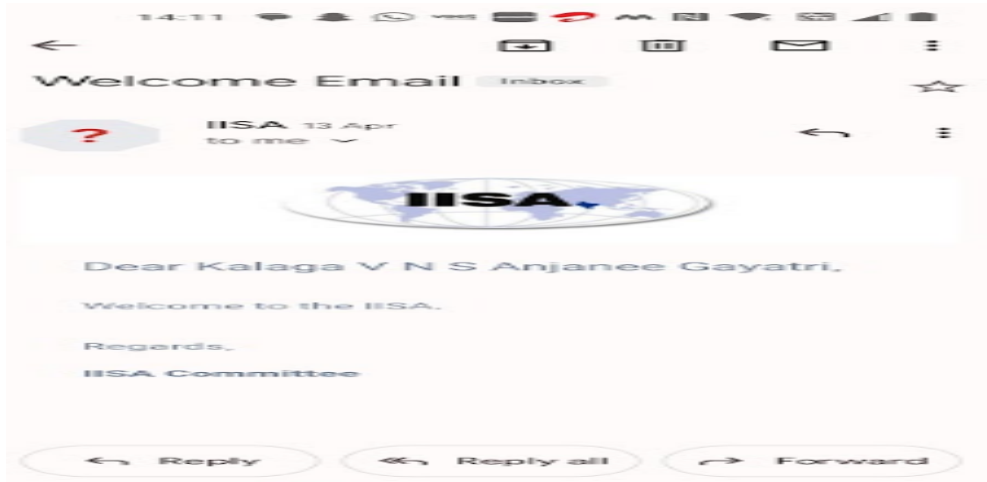 14:11
Welcome Email Inbox
?
IISA 13 Apr
to me
IISA.
Dear Kalaga V N S Anjanee Gayatri,
Welcome to the IISA.
Regards,
IISA Committee
Reply Reply all Forward